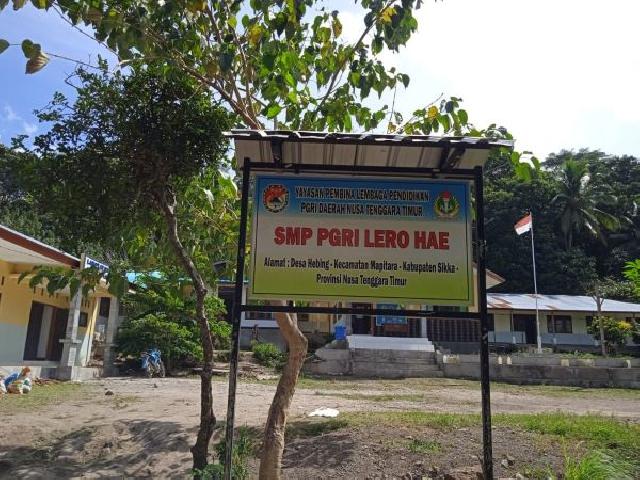 YAYASAN PEMBINA LEMBAGA PENDIDIKAN
PGRI DAERAH NUSA TENGGARA TIMUR
SMP PGRI LERO HAE
Alamat : Desa Hebing - Kecamatan Mapitara - Kabupaten Sikka -
Provinsi Nusa Tenggara Timur